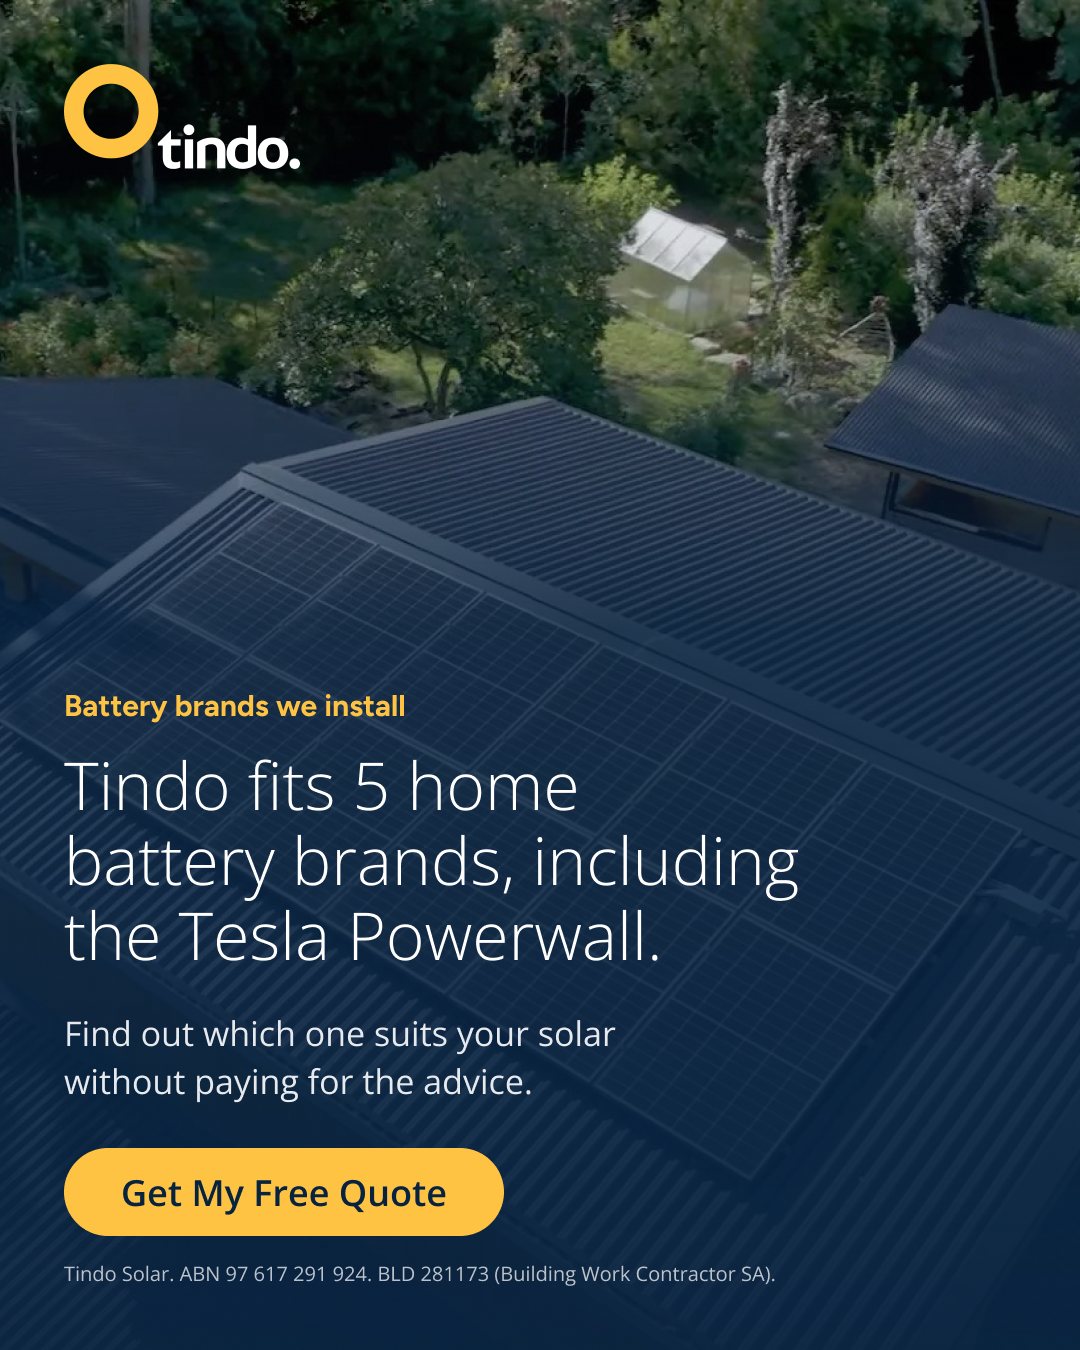 tindo.
Battery brands we install
Tindo fits 5 home
battery brands, including
the Tesla Powerwall.
Find out which one suits your solar
without paying for the advice.
Get My Free Quote
Tindo Solar. ABN 97 617 291 924. BLD 281173 (Building Work Contractor SA).